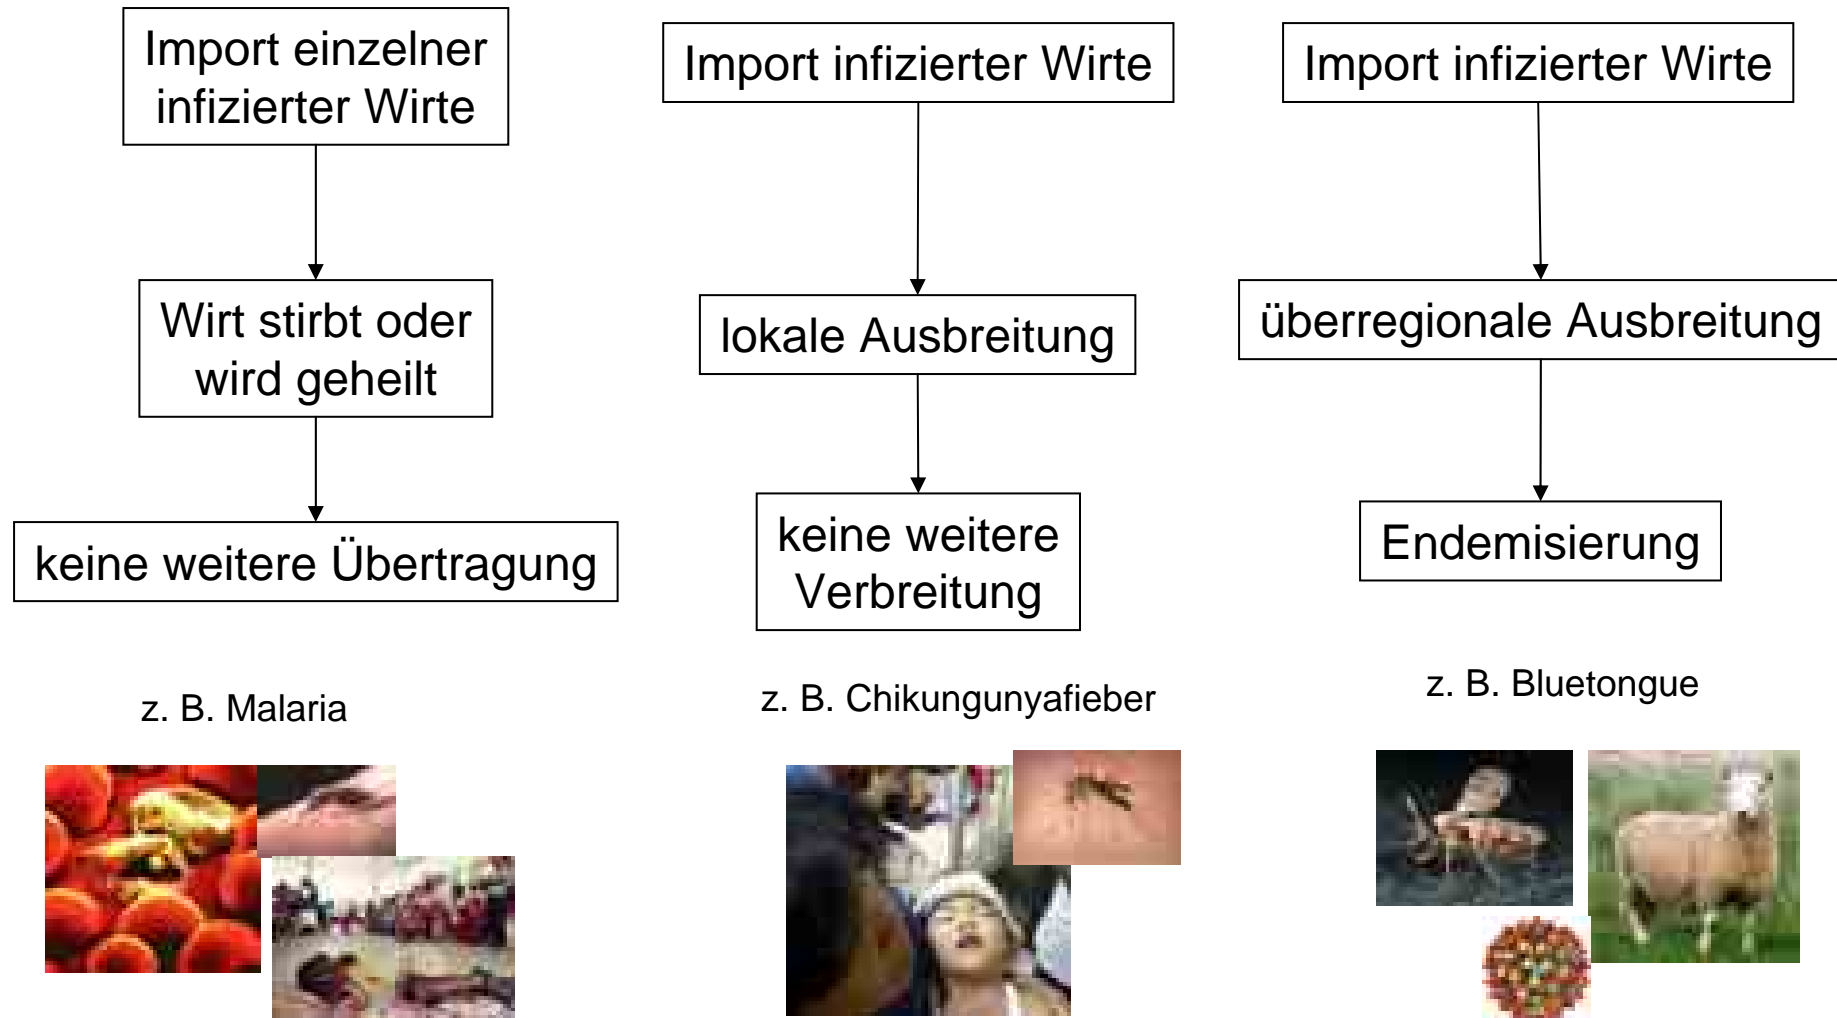 Import einzelner
infizierter Wirte
Wirt stirbt oder
wird geheilt
keine weitere Übertragung
z. B. Malaria
Import infizierter Wirte
lokale Ausbreitung
keine weitere
Verbreitung
z. B. Chikungunyafieber
Import infizierter Wirte
überregionale Ausbreitung
Endemisierung
z. B. Bluetongue